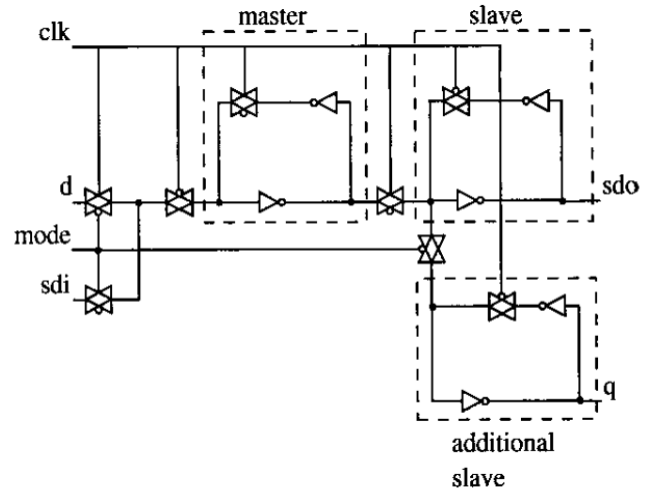 master
slave
clk
d
sdo
mode
sdi
q
additional
slave